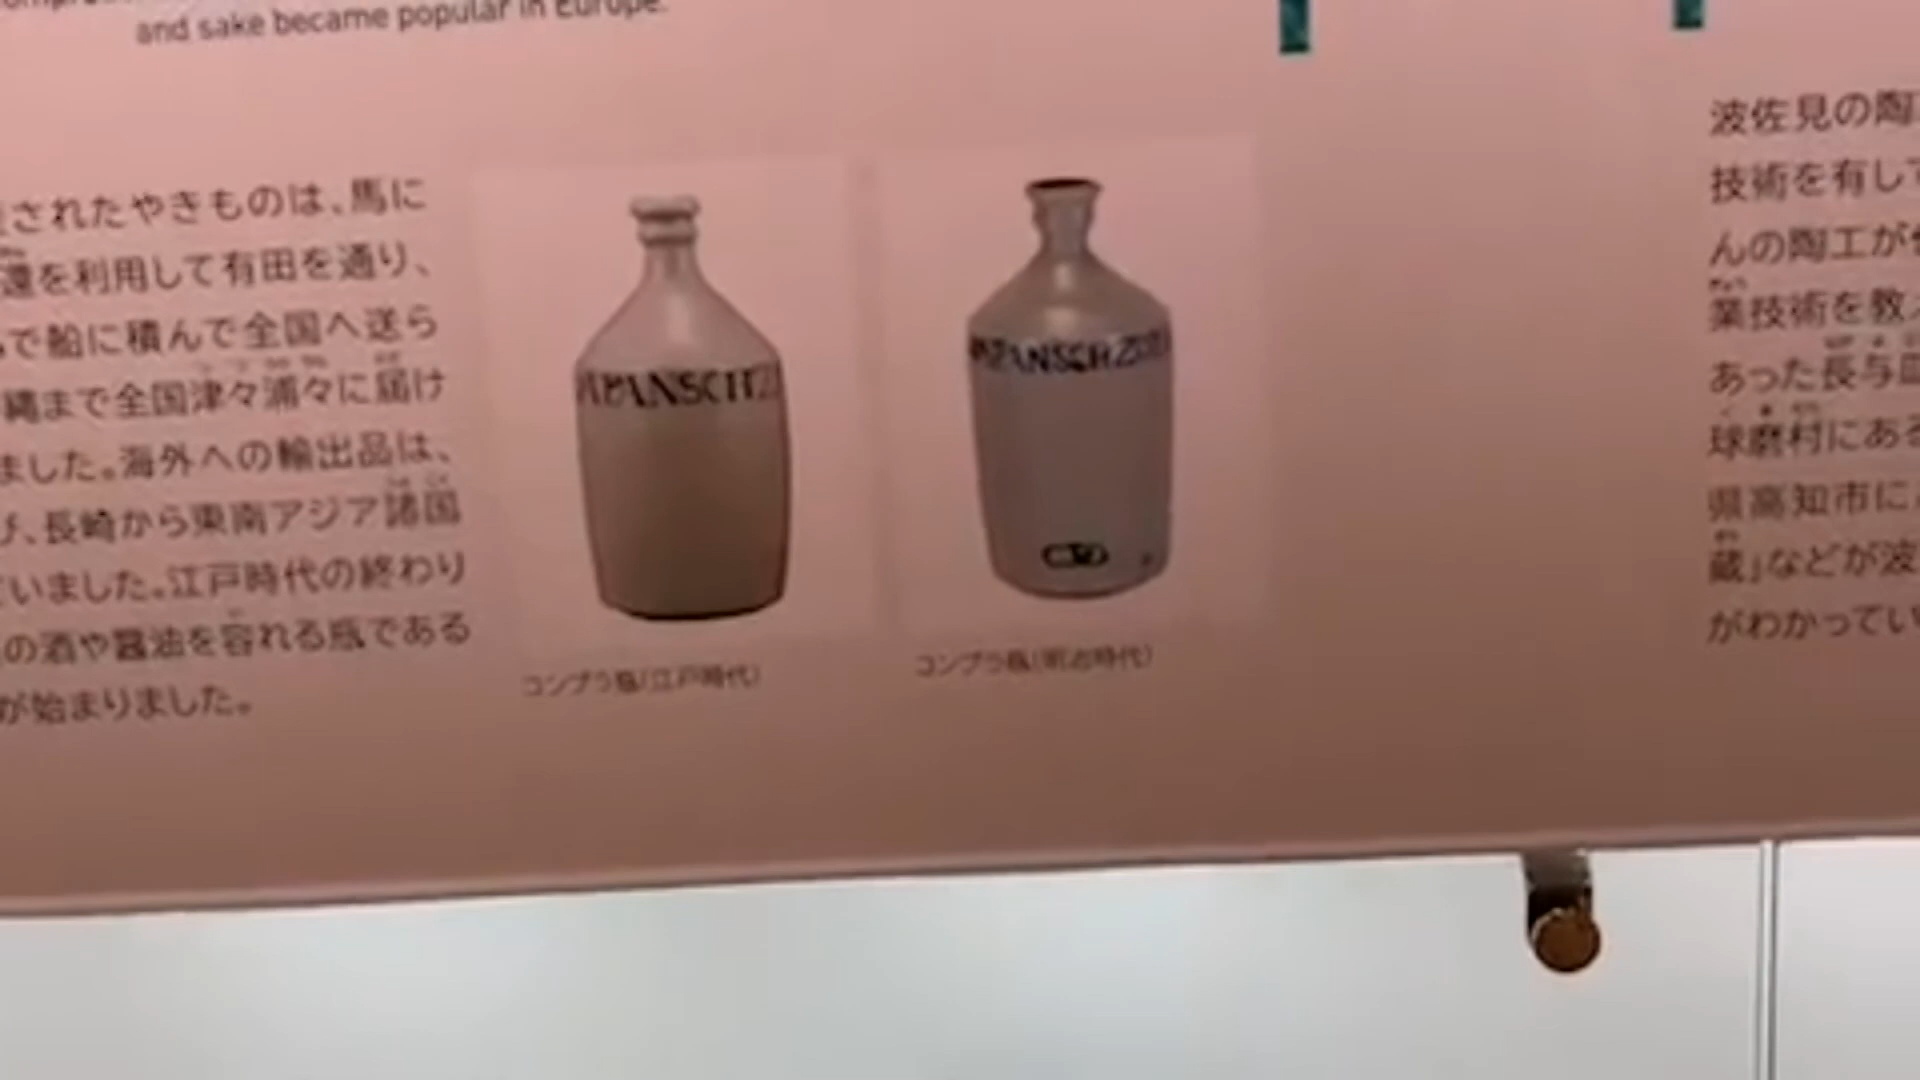 and sake became popular in Europe.
されたやきものは、馬に
還を利用して有田を通り、
で船に積んで全国へ送ら
縄まで全国津々浦々に届け
ました。海外への輸出品は、
び、長崎から東南アジア諸国
ていました。江戸時代の終わり
の酒や醤油を容れる瓶である
が始まりました。
JAPANSCHZ
コンプラ瓶(江戸時代)
JAPANSCHZO
コンプラ瓶(明治時代)
波佐見の陶
技術を有して
んの陶工が
業技術を教
あった長与皿
球磨村にある
県高知市に
蔵」などが波
がわかってい